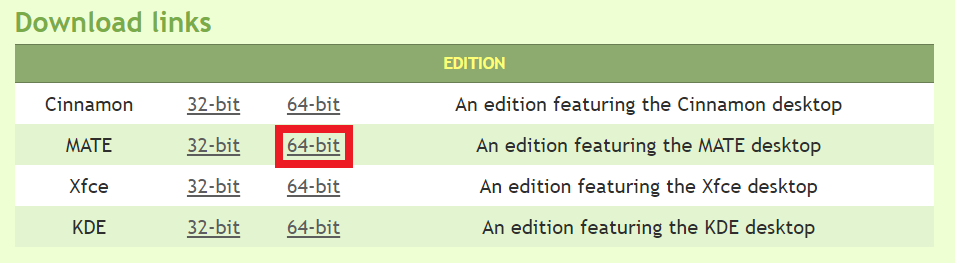 Download links
EDITION
Cinnamon 32-bit 64-bit An edition featuring the Cinnamon desktop
MATE 32-bit 64-bit An edition featuring the MATE desktop
Xfce 32-bit 64-bit An edition featuring the Xfce desktop
KDE 32-bit 64-bit An edition featuring the KDE desktop